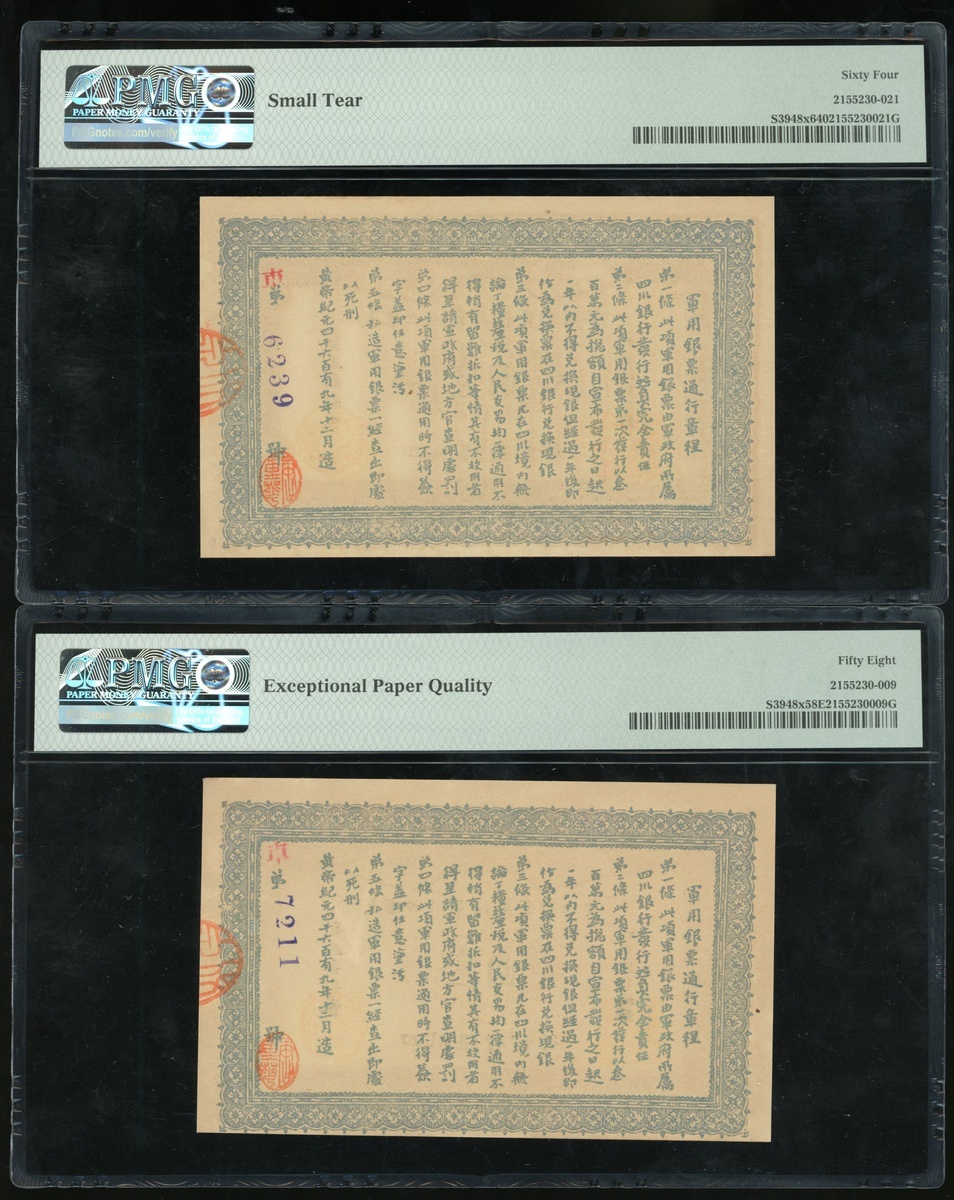 PMG
PAPER MONEY GUARANTY
PMGnotes.com/verify
Small Tear
Sixty Four
2155230-021
S3948x6402155230021G
軍用銀票通行章程
第一條 此項軍用銀票由軍政府所屬
四川銀行發行擔負完全責任
第二條 此項軍用銀票第一次發行以叁
百萬元為總額自宣布發行之日起
一年以內不得兌換現銀但經過一年後即
作為兌換票在四川銀行兌換現銀
第三條 此項軍用銀票凡在四川境內無
論丁糧釐稅及人民交易均一律通用不
得稍有留難折扣等情其有不收用者
得呈請軍政府或地方官查明處罰
第四條 此項軍用銀票通用時不得簽
字蓋印任意塗污
第五條 私造軍用銀票一經查出即處
以死刑
黃帝紀元四千六百有九年十二月造
第 6239 號
PMG
PAPER MONEY GUARANTY
Exceptional Paper Quality
Fifty Eight
2155230-009
S3948x58E2155230009G
軍用銀票通行章程
第一條 此項軍用銀票由軍政府所屬
四川銀行發行擔負完全責任
第二條 此項軍用銀票第一次發行以叁
百萬元為總額自宣布發行之日起
一年以內不得兌換現銀但經過一年後即
作為兌換票在四川銀行兌換現銀
第三條 此項軍用銀票凡在四川境內無
論丁糧釐稅及人民交易均一律通用不
得稍有留難折扣等情其有不收用者
得呈請軍政府或地方官查明處罰
第四條 此項軍用銀票通用時不得簽
字蓋印任意塗污
第五條 私造軍用銀票一經查出即處
以死刑
黃帝紀元四千六百有九年十二月造
第 7211 號